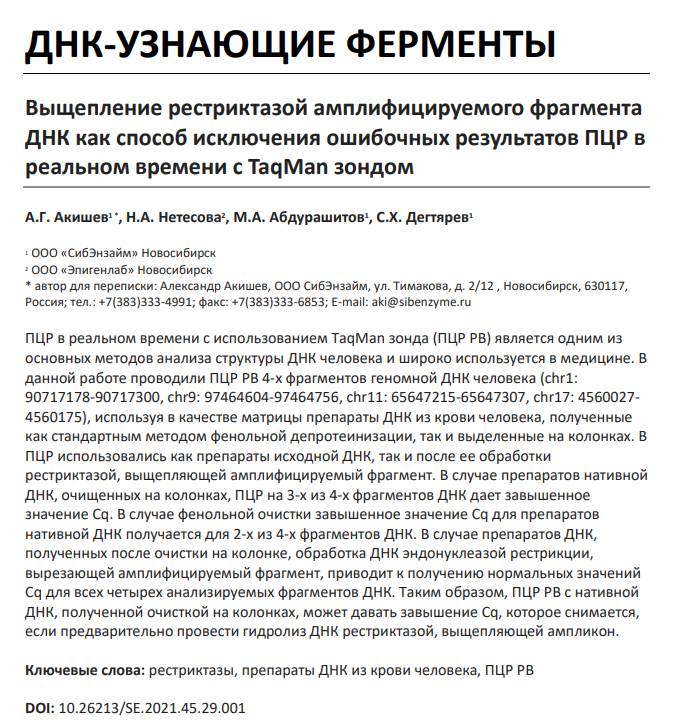 ДНК-УЗНАЮЩИЕ ФЕРМЕНТЫ
Выщепление рестриктазой амплифицируемого фрагмента
ДНК как способ исключения ошибочных результатов ПЦР в
реальном времени с TaqMan зондом
А.Г. Акишев¹ *, Н.А. Нетесова², М.А. Абдурашитов¹, С.Х. Дегтярев¹
¹ ООО «СибЭнзайм» Новосибирск
² ООО «Эпигенлаб» Новосибирск
* автор для переписки: Александр Акишев, ООО СибЭнзайм, ул. Тимакова, д. 2/12 , Новосибирск, 630117,
Россия; тел.: +7(383)333-4991; факс: +7(383)333-6853; E-mail: aki@sibenzyme.ru
ПЦР в реальном времени с использованием TaqMan зонда (ПЦР РВ) является одним из
основных методов анализа структуры ДНК человека и широко используется в медицине. В
данной работе проводили ПЦР РВ 4-х фрагментов геномной ДНК человека (chr1:
90717178-90717300, chr9: 97464604-97464756, chr11: 65647215-65647307, chr17: 4560027-
4560175), используя в качестве матрицы препараты ДНК из крови человека, полученные
как стандартным методом фенольной депротеинизации, так и выделенные на колонках. В
ПЦР использовались как препараты исходной ДНК, так и после ее обработки
рестриктазой, выщепляющей амплифицируемый фрагмент. В случае препаратов нативной
ДНК, очищенных на колонках, ПЦР на 3-х из 4-х фрагментов ДНК дает завышенное
значение Cq. В случае фенольной очистки завышенное значение Cq для препаратов
нативной ДНК получается для 2-х из 4-х фрагментов ДНК. В случае препаратов ДНК,
полученных после очистки на колонке, обработка ДНК эндонуклеазой рестрикции,
вырезающей амплифицируемый фрагмент, приводит к получению нормальных значений
Cq для всех четырех анализируемых фрагментов ДНК. Таким образом, ПЦР РВ с нативной
ДНК, полученной очисткой на колонках, может давать завышение Cq, которое снимается,
если предварительно провести гидролиз ДНК рестриктазой, выщепляющей ампликон.
Ключевые слова: рестриктазы, препараты ДНК из крови человека, ПЦР РВ
DOI: 10.26213/SE.2021.45.29.001